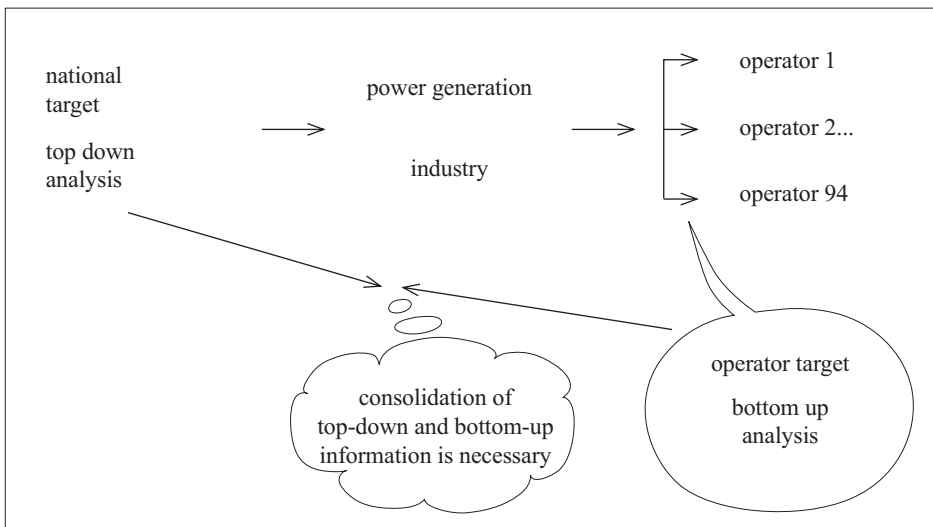 national
target
top down
analysis
power generation
industry
operator 1
operator 2...
operator 94
consolidation of
top-down and bottom-up
information is necessary
operator target
bottom up
analysis